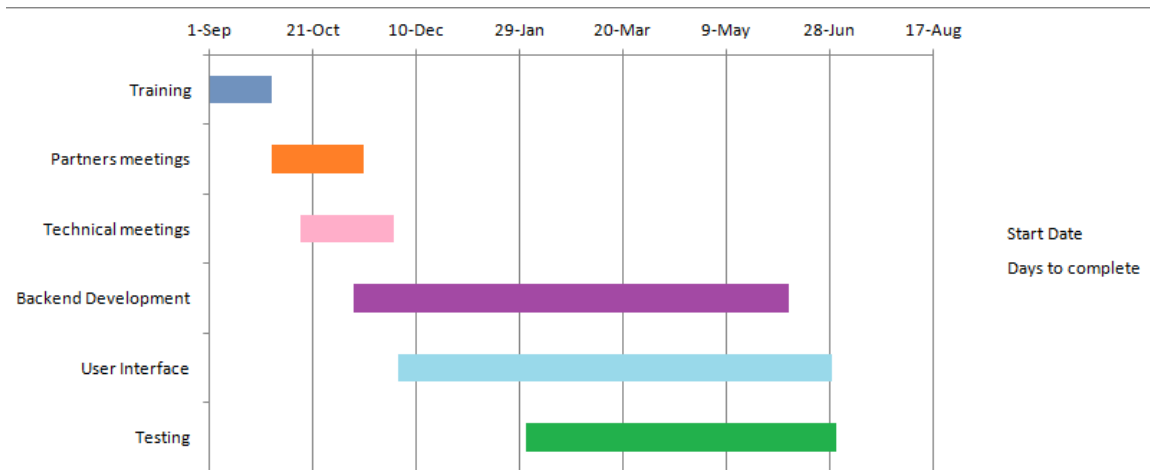 1-Sep 21-Oct 10-Dec 29-Jan 20-Mar 9-May 28-Jun 17-Aug
Training
Partners meetings
Technical meetings
Backend Development
User Interface
Testing
Start Date
Days to complete